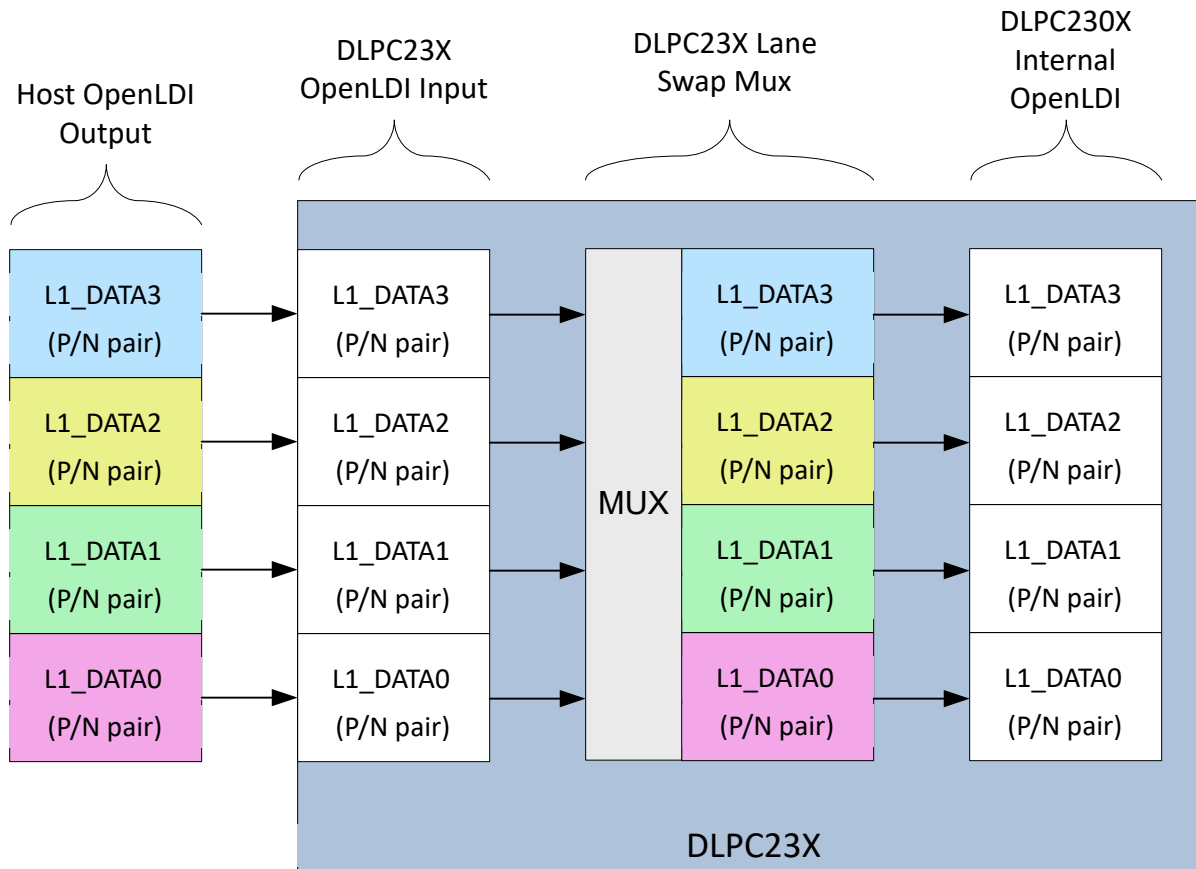 Host OpenLDI
Output
DLPC23X
OpenLDI Input
DLPC23X Lane
Swap Mux
DLPC230X
Internal
OpenLDI
L1_DATA3
(P/N pair)
L1_DATA3
(P/N pair)
L1_DATA3
(P/N pair)
L1_DATA3
(P/N pair)
L1_DATA2
(P/N pair)
L1_DATA2
(P/N pair)
L1_DATA2
(P/N pair)
L1_DATA2
(P/N pair)
MUX
L1_DATA1
(P/N pair)
L1_DATA1
(P/N pair)
L1_DATA1
(P/N pair)
L1_DATA1
(P/N pair)
L1_DATA0
(P/N pair)
L1_DATA0
(P/N pair)
L1_DATA0
(P/N pair)
L1_DATA0
(P/N pair)
DLPC23X